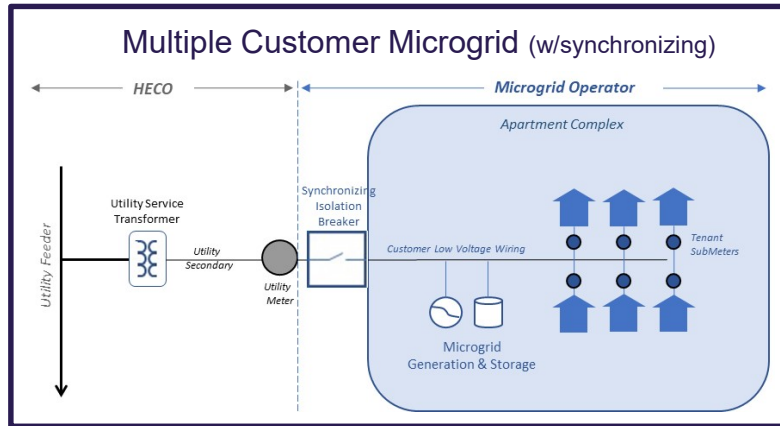 Multiple Customer Microgrid (w/synchronizing)
HECO
Microgrid Operator
Apartment Complex
Utility Feeder
Utility Service
Transformer
Utility
Secondary
Utility
Meter
Synchronizing
Isolation
Breaker
Customer Low Voltage Wiring
Tenant
SubMeters
Microgrid
Generation & Storage